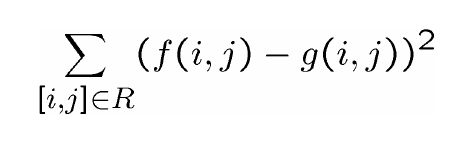 ∑ (f(i,j) − g(i,j))²
[i,j]∈R